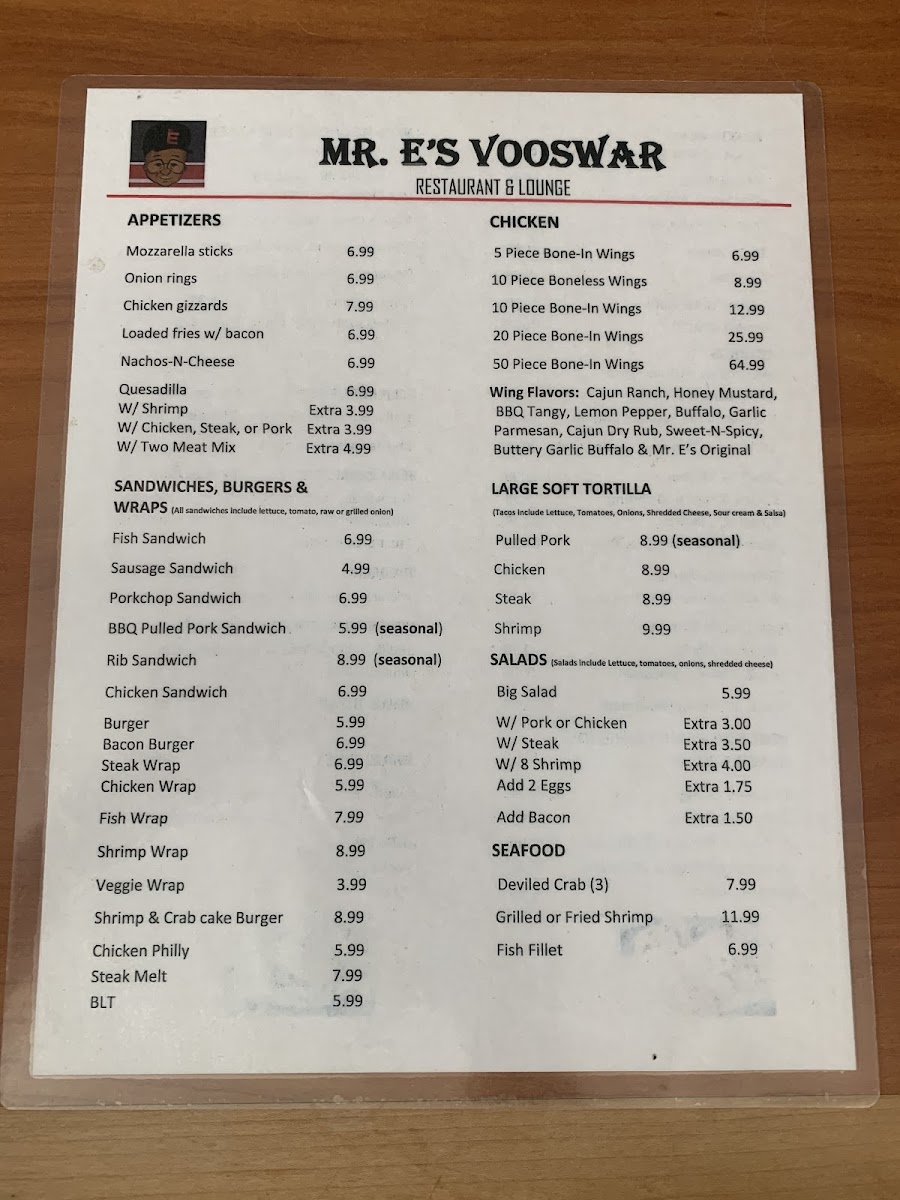 E
MR. E'S VOOSWAR
RESTAURANT & LOUNGE
APPETIZERS
Mozzarella sticks 6.99
Onion rings 6.99
Chicken gizzards 7.99
Loaded fries w/ bacon 6.99
Nachos-N-Cheese 6.99
Quesadilla 6.99
W/ Shrimp Extra 3.99
W/ Chicken, Steak, or Pork Extra 3.99
W/ Two Meat Mix Extra 4.99
SANDWICHES, BURGERS &
WRAPS (All sandwiches include lettuce, tomato, raw or grilled onion)
Fish Sandwich 6.99
Sausage Sandwich 4.99
Porkchop Sandwich 6.99
BBQ Pulled Pork Sandwich 5.99 (seasonal)
Rib Sandwich 8.99 (seasonal)
Chicken Sandwich 6.99
Burger 5.99
Bacon Burger 6.99
Steak Wrap 6.99
Chicken Wrap 5.99
Fish Wrap 7.99
Shrimp Wrap 8.99
Veggie Wrap 3.99
Shrimp & Crab cake Burger 8.99
Chicken Philly 5.99
Steak Melt 7.99
BLT 5.99
CHICKEN
5 Piece Bone-In Wings 6.99
10 Piece Boneless Wings 8.99
10 Piece Bone-In Wings 12.99
20 Piece Bone-In Wings 25.99
50 Piece Bone-In Wings 64.99
Wing Flavors: Cajun Ranch, Honey Mustard,
BBQ Tangy, Lemon Pepper, Buffalo, Garlic
Parmesan, Cajun Dry Rub, Sweet-N-Spicy,
Buttery Garlic Buffalo & Mr. E's Original
LARGE SOFT TORTILLA
(Tacos include Lettuce, Tomatoes, Onions, Shredded Cheese, Sour cream & Salsa)
Pulled Pork 8.99 (seasonal)
Chicken 8.99
Steak 8.99
Shrimp 9.99
SALADS (Salads include Lettuce, tomatoes, onions, shredded cheese)
Big Salad 5.99
W/ Pork or Chicken Extra 3.00
W/ Steak Extra 3.50
W/ 8 Shrimp Extra 4.00
Add 2 Eggs Extra 1.75
Add Bacon Extra 1.50
SEAFOOD
Deviled Crab (3) 7.99
Grilled or Fried Shrimp 11.99
Fish Fillet 6.99